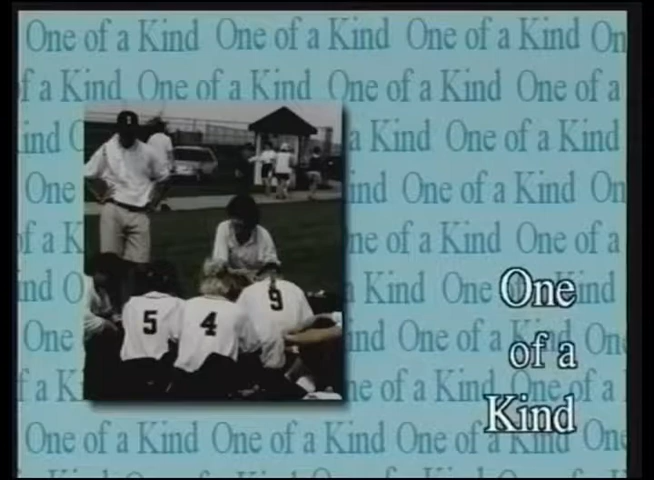 One of a Kind One of a Kind One of a Kind On
f a Kind One of a Kind One of a Kind One of a
ind a Kind One of a Kind
One ind One of a Kind On
f a K ne of a Kind One of a
ind O a Kind One Kind
One
One ind One of a Kind One
of a
f a K ne of a Kind One of a
Kind
One of a Kind One of a Kind One of a Kind One
5 4 9